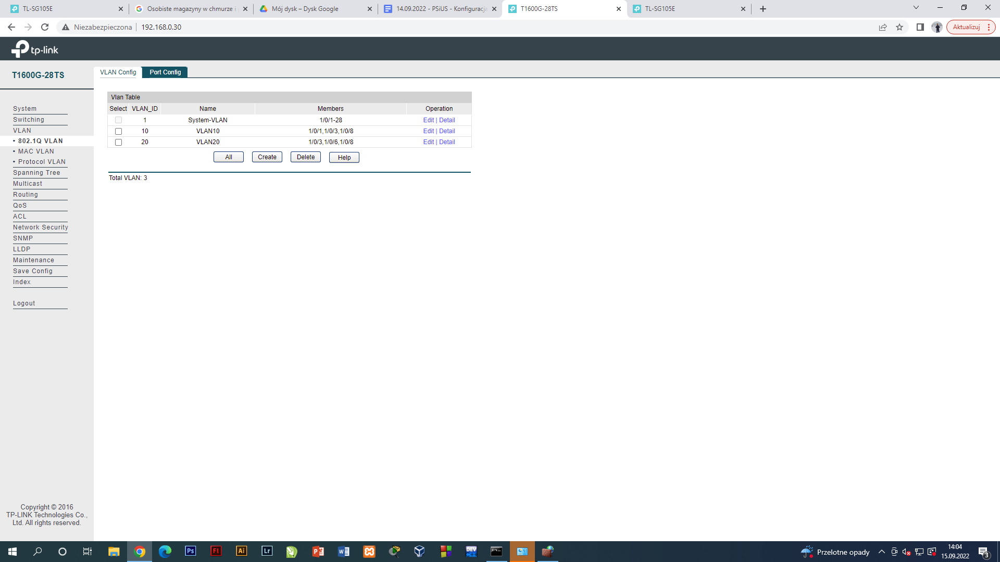 TL-SG105E
Osobiste magazyny w chmurze i
Mój dysk – Dysk Google
14.09.2022 - PSiUS - Konfiguracja
T1600G-28TS
TL-SG105E
Niezabezpieczona
192.168.0.30
Aktualizuj
tp-link
T1600G-28TS
VLAN Config
Port Config
System
Switching
VLAN
• 802.1Q VLAN
• MAC VLAN
• Protocol VLAN
Spanning Tree
Multicast
Routing
QoS
ACL
Network Security
SNMP
LLDP
Maintenance
Save Config
Index
Logout
Vlan Table
Select VLAN_ID Name Members Operation
1 System-VLAN 1/0/1-28 Edit | Detail
10 VLAN10 1/0/1,1/0/3,1/0/8 Edit | Detail
20 VLAN20 1/0/3,1/0/6,1/0/8 Edit | Detail
All Create Delete Help
Total VLAN: 3
Copyright © 2016
TP-LINK Technologies Co.,
Ltd. All rights reserved.
Ps
Fl
Ai
Lr
DEV
Przelotne opady
14:04
15.09.2022
3